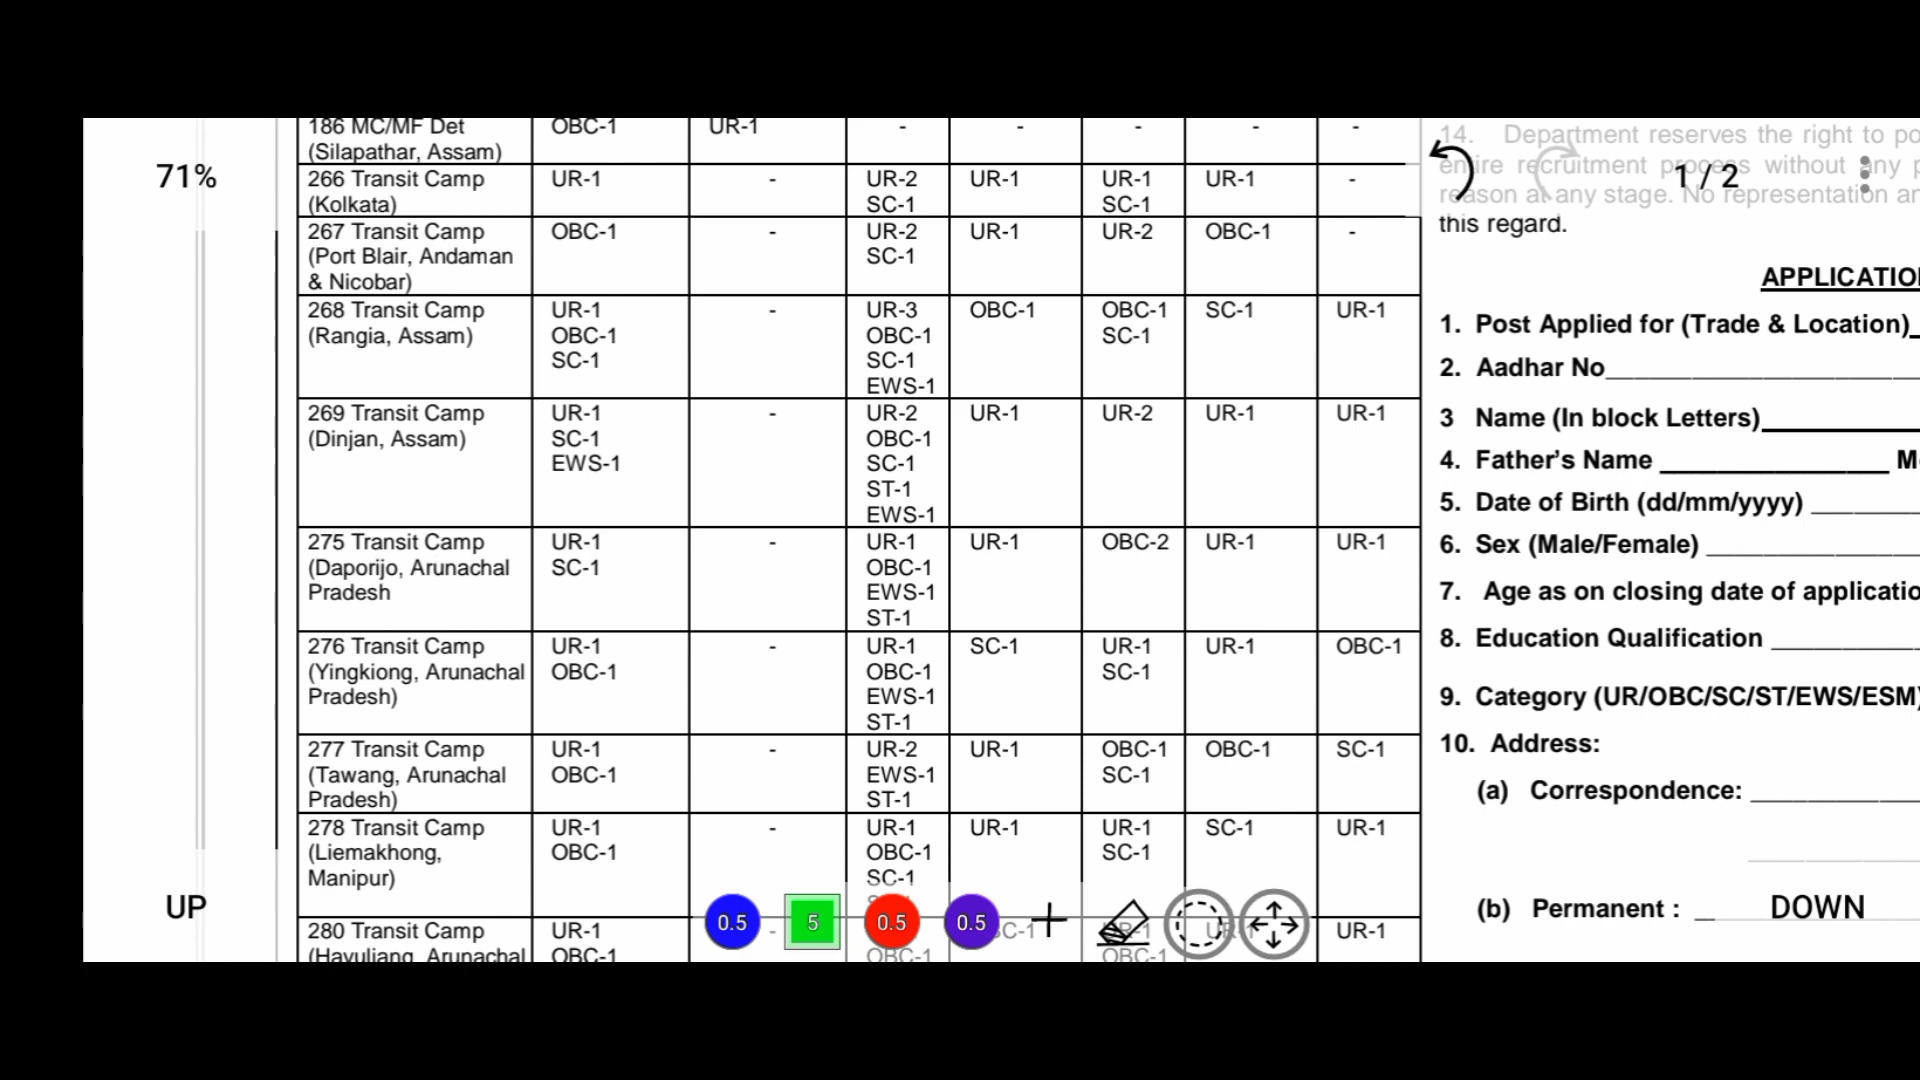 71%
186 MC/MF Det OBC-1 UR-1 - - - - -
(Silapathar, Assam)
266 Transit Camp UR-1 - UR-2 UR-1 UR-1 UR-1 -
(Kolkata) SC-1 SC-1
267 Transit Camp OBC-1 - UR-2 UR-1 UR-2 OBC-1 -
(Port Blair, Andaman SC-1
& Nicobar)
268 Transit Camp UR-1 - UR-3 OBC-1 OBC-1 SC-1 UR-1
(Rangia, Assam) OBC-1 OBC-1 SC-1
SC-1 SC-1
EWS-1
269 Transit Camp UR-1 - UR-2 UR-1 UR-2 UR-1 UR-1
(Dinjan, Assam) SC-1 OBC-1
EWS-1 SC-1
ST-1
EWS-1
275 Transit Camp UR-1 - UR-1 UR-1 OBC-2 UR-1 UR-1
(Daporijo, Arunachal SC-1 OBC-1
Pradesh EWS-1
ST-1
276 Transit Camp UR-1 - UR-1 SC-1 UR-1 UR-1 OBC-1
(Yingkiong, Arunachal OBC-1 OBC-1 SC-1
Pradesh) EWS-1
ST-1
277 Transit Camp UR-1 - UR-2 UR-1 OBC-1 OBC-1 SC-1
(Tawang, Arunachal OBC-1 EWS-1 SC-1
Pradesh) ST-1
278 Transit Camp UR-1 - UR-1 UR-1 UR-1 SC-1 UR-1
(Liemakhong, OBC-1 OBC-1 SC-1
Manipur) SC-1
280 Transit Camp UR-1 - UR-1
(Hayuliang, Arunachal OBC-1 OBC-1 OBC-1
UP
0.5 5 0.5 0.5
14. Department reserves the right to po
entire recruitment process without any p
reason at any stage. No representation an
this regard.
1 / 2
APPLICATIO
1. Post Applied for (Trade & Location)
2. Aadhar No
3 Name (In block Letters)
4. Father's Name M
5. Date of Birth (dd/mm/yyyy)
6. Sex (Male/Female)
7. Age as on closing date of applicatio
8. Education Qualification
9. Category (UR/OBC/SC/ST/EWS/ESM)
10. Address:
(a) Correspondence:
(b) Permanent :
DOWN